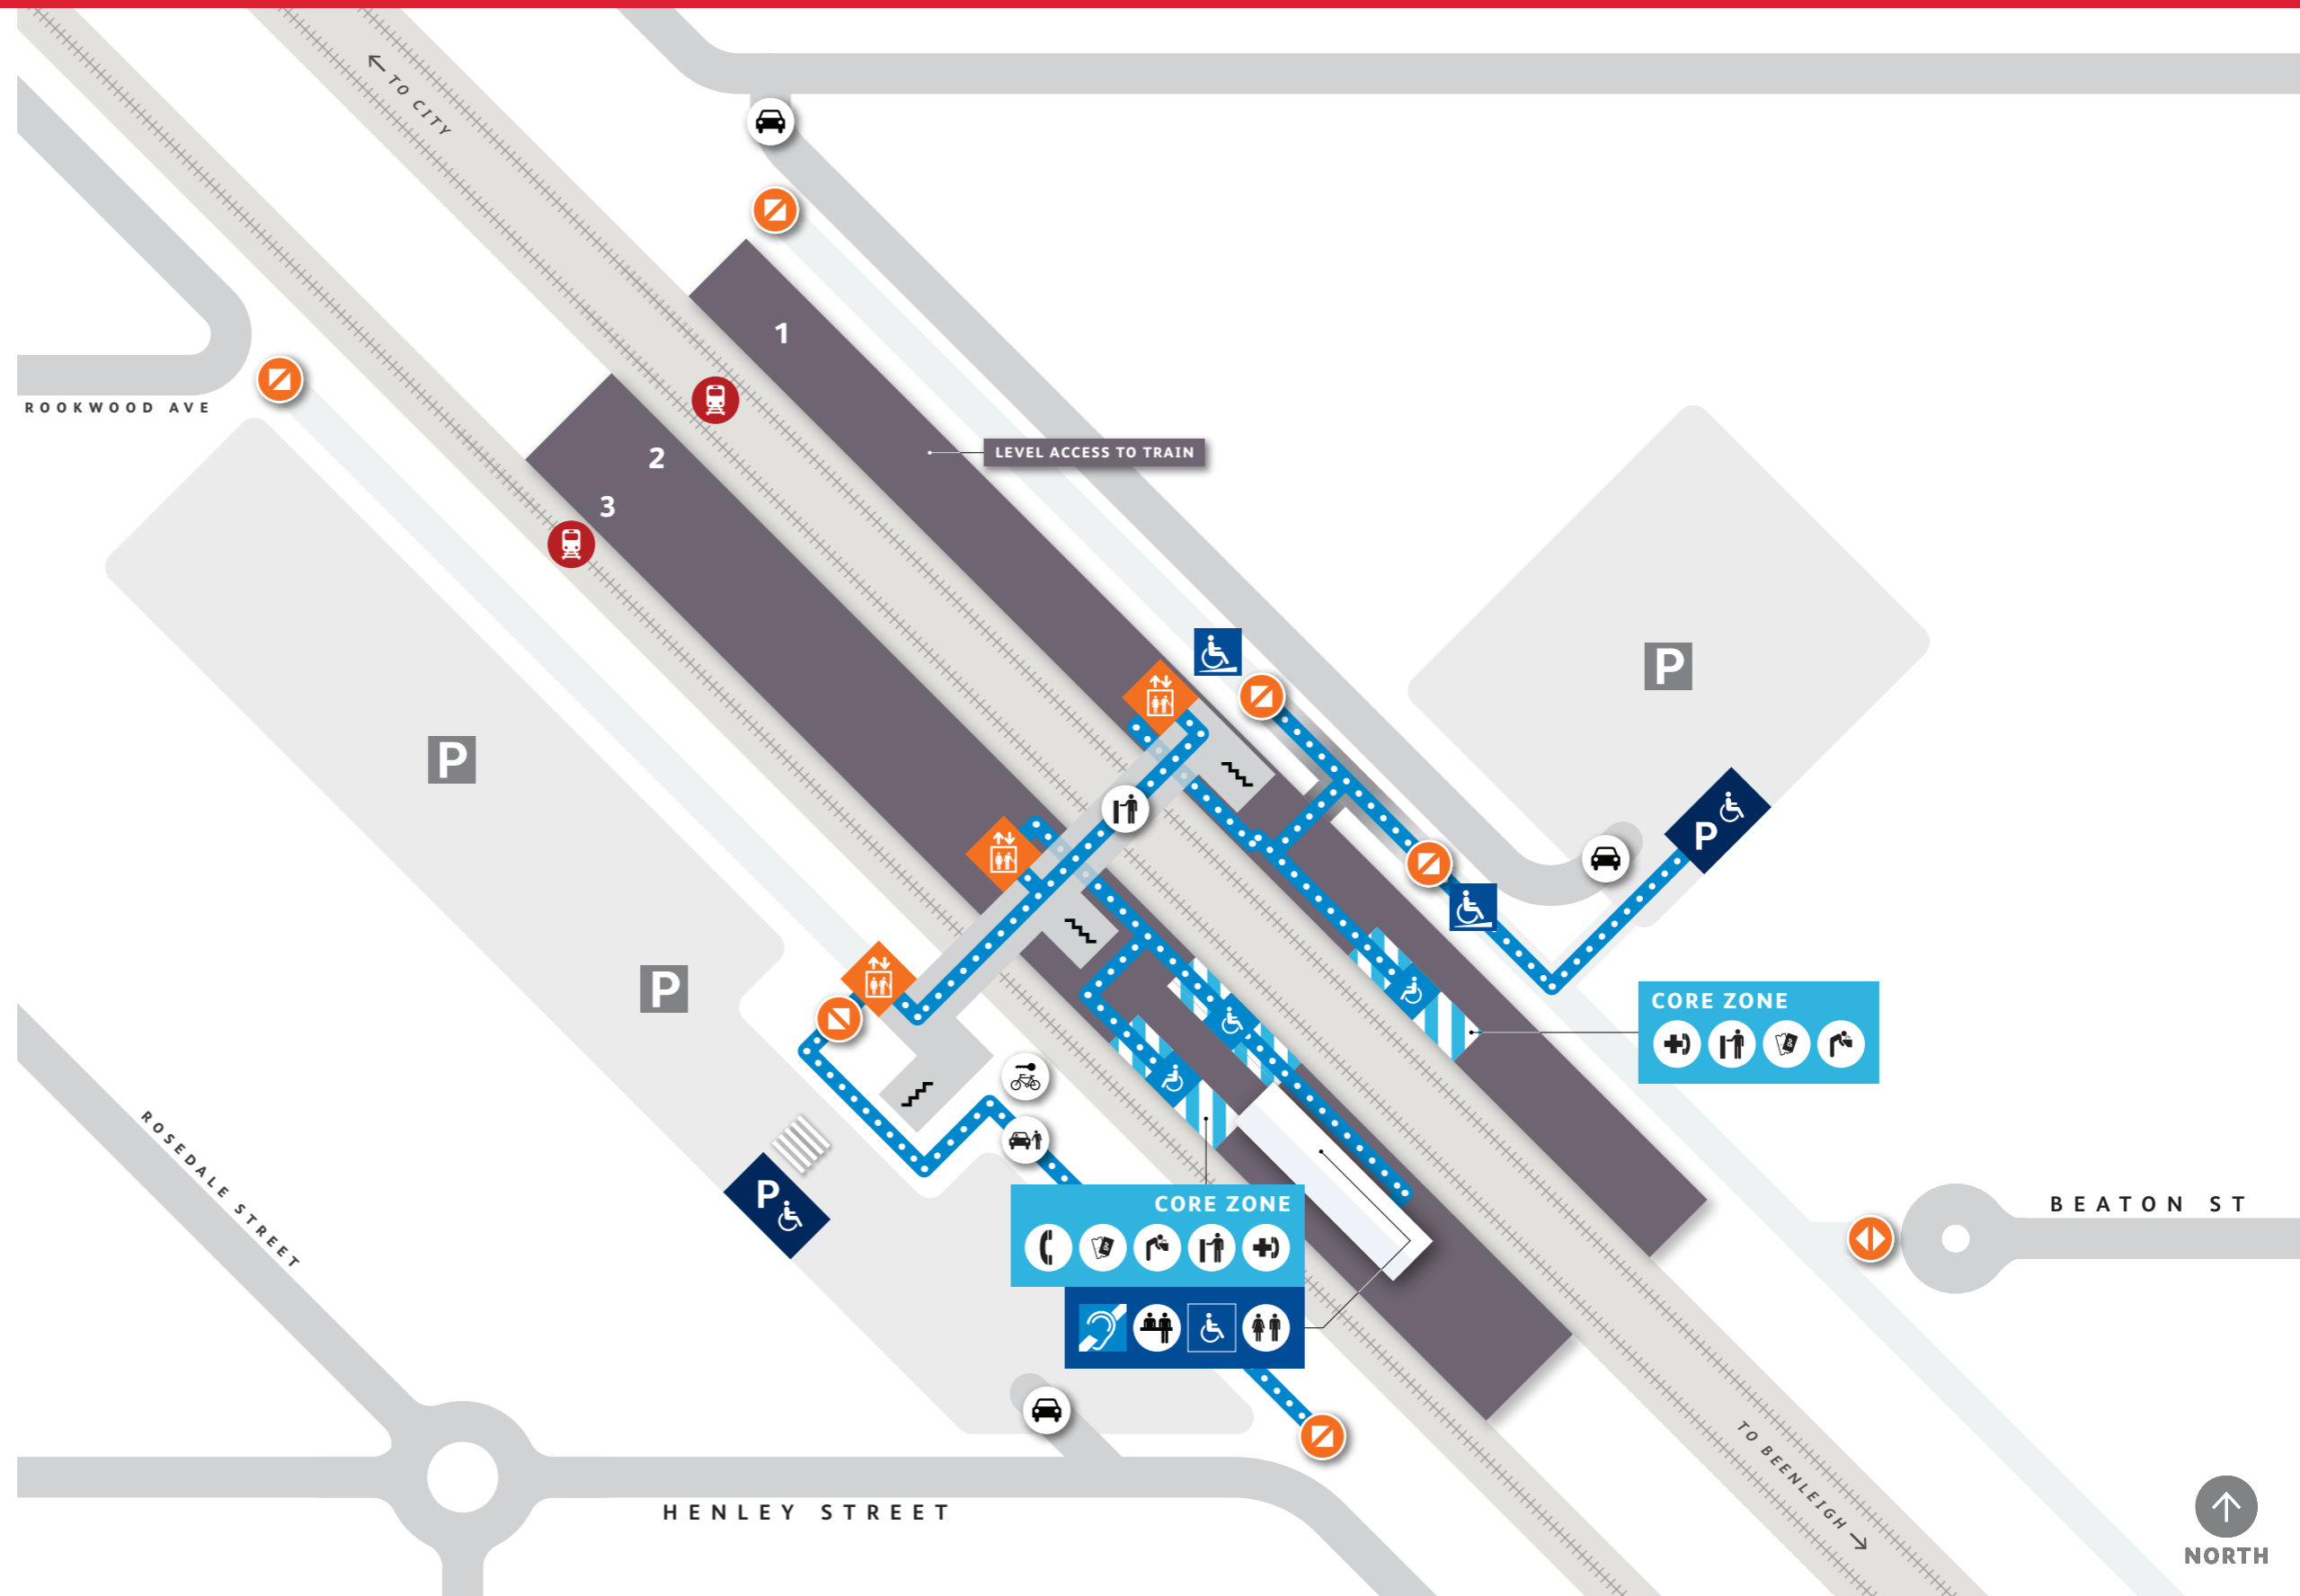 TO CITY
1
ROOKWOOD AVE
LEVEL ACCESS TO TRAIN
2
3
P
P
P
P
CORE ZONE
ROSEDALE STREET
P
CORE ZONE
BEATON ST
TO BEENLEIGH
HENLEY STREET
NORTH